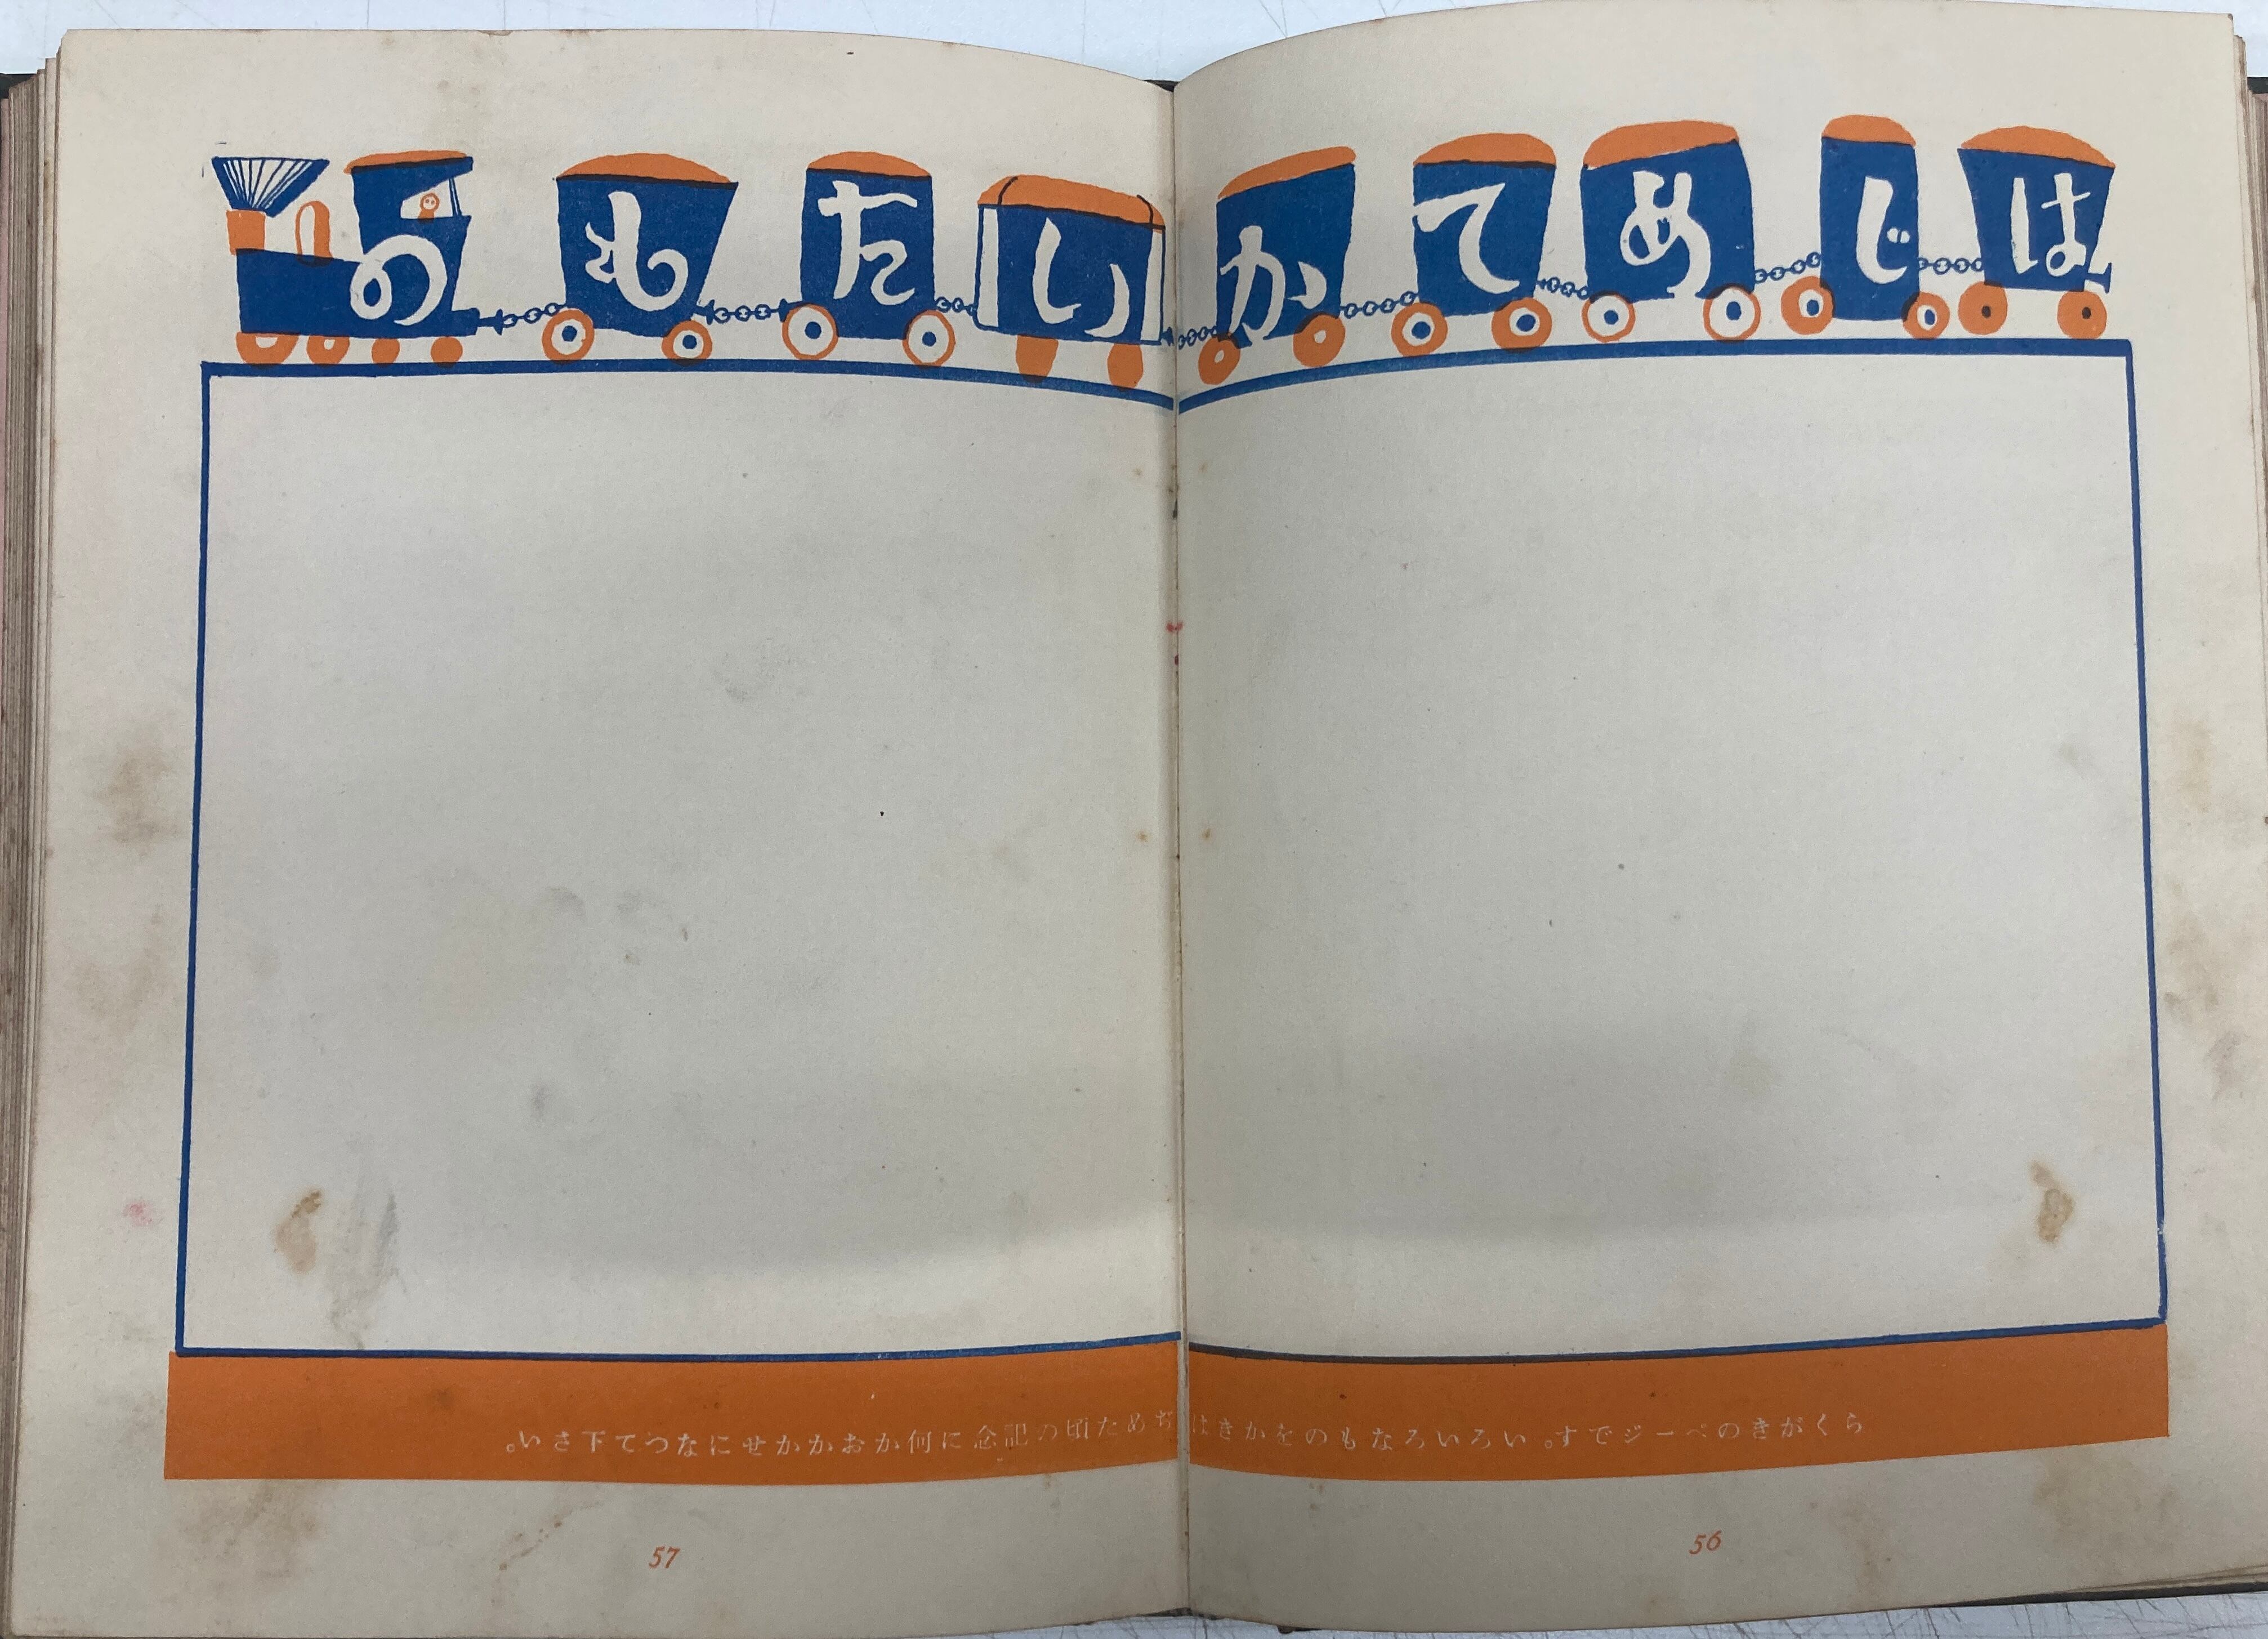 はじめてかいたもの
らくがきのページです。いろいろなものをかきはぢめた頃の記念に何かおかかせになつて下さい。
57
56